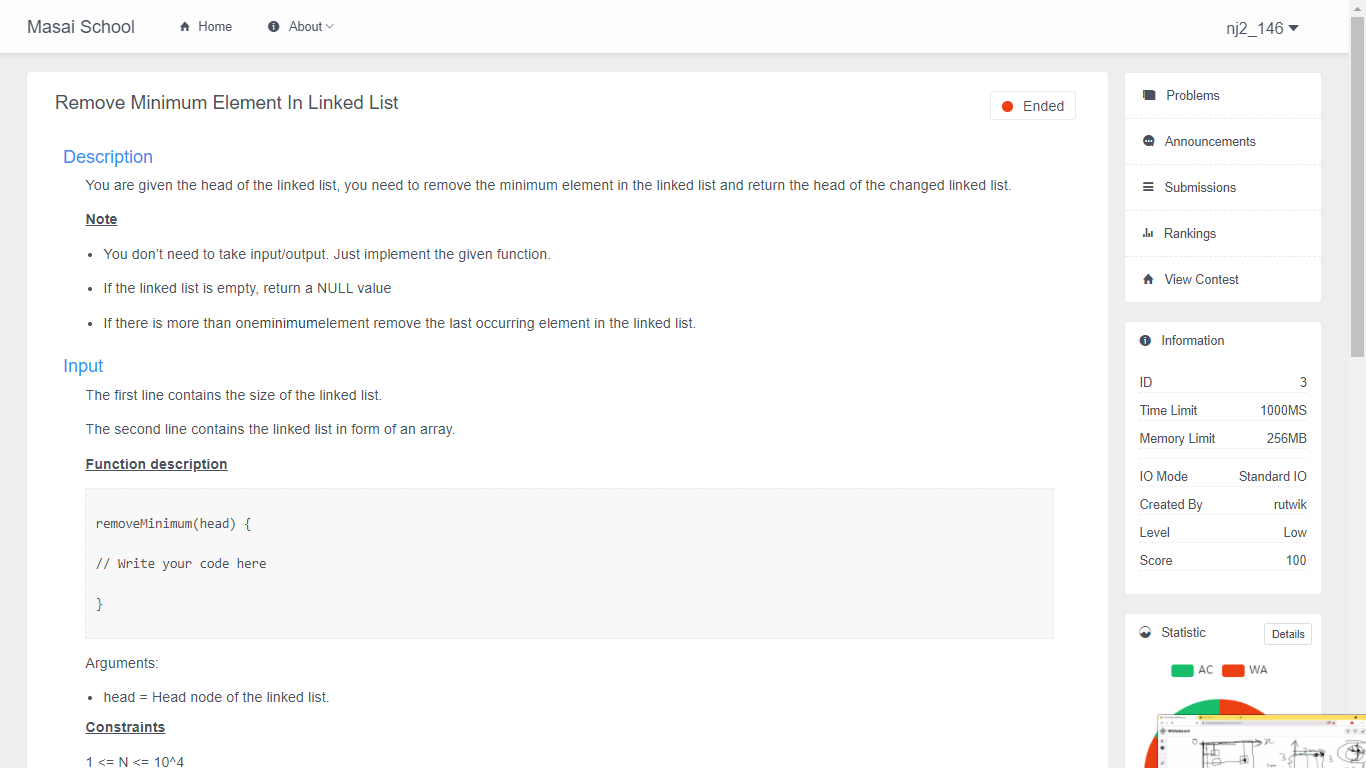 Masai School
Home
About
nj2_146
Remove Minimum Element In Linked List
Ended
Description
You are given the head of the linked list, you need to remove the minimum element in the linked list and return the head of the changed linked list.
Note
• You don’t need to take input/output. Just implement the given function.
• If the linked list is empty, return a NULL value
• If there is more than oneminimumelement remove the last occurring element in the linked list.
Input
The first line contains the size of the linked list.
The second line contains the linked list in form of an array.
Function description
removeMinimum(head) {
// Write your code here
}
Arguments:
• head = Head node of the linked list.
Constraints
1 <= N <= 10^4
Problems
Announcements
Submissions
Rankings
View Contest
Information
ID 3
Time Limit 1000MS
Memory Limit 256MB
IO Mode Standard IO
Created By rutwik
Level Low
Score 100
Statistic Details
AC WA
Whiteboard